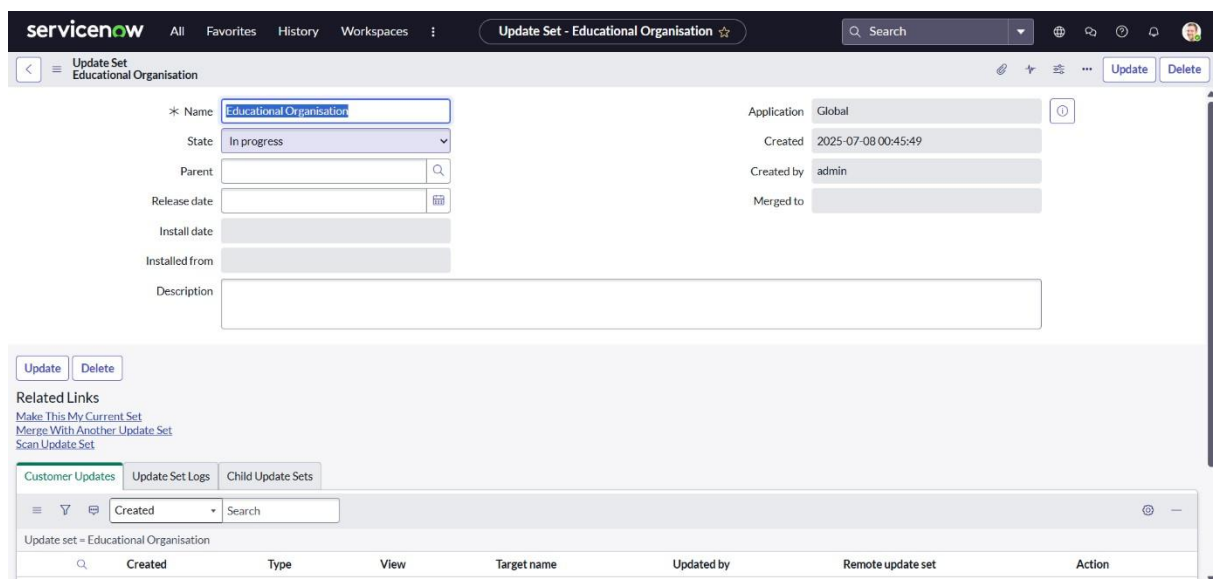 servicenow All Favorites History Workspaces Update Set - Educational Organisation Search
Update Set
Educational Organisation
Update Delete
Name Educational Organisation Application Global
State In progress Created 2025-07-08 00:45:49
Parent Created by admin
Release date Merged to
Install date
Installed from
Description
Update Delete
Related Links
Make This My Current Set
Merge With Another Update Set
Scan Update Set
Customer Updates Update Set Logs Child Update Sets
Created Search
Update set = Educational Organisation
Created Type View Target name Updated by Remote update set Action